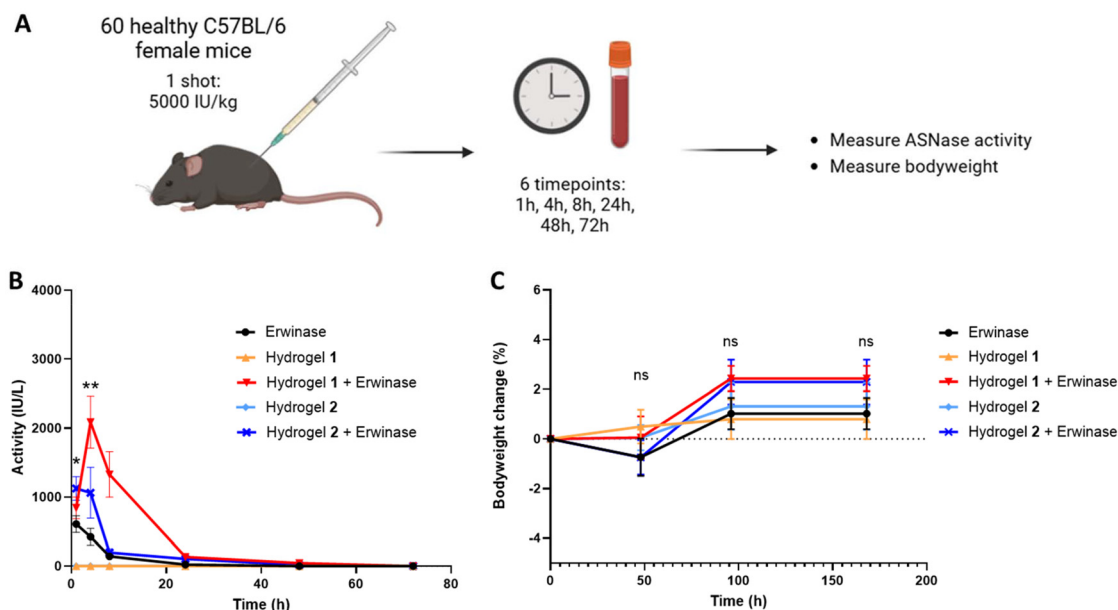 A
60 healthy C57BL/6
female mice
1 shot:
5000 IU/kg
6 timepoints:
1h, 4h, 8h, 24h,
48h, 72h
• Measure ASNase activity
• Measure bodyweight
B
Activity (IU/L)
4000
3000
2000
1000
0
0 20 40 60 80
Time (h)
*
**
Erwinase
Hydrogel 1
Hydrogel 1 + Erwinase
Hydrogel 2
Hydrogel 2 + Erwinase
C
Bodyweight change (%)
6
4
2
0
-2
-4
0 50 100 150 200
Time (h)
ns
ns
ns
Erwinase
Hydrogel 1
Hydrogel 1 + Erwinase
Hydrogel 2
Hydrogel 2 + Erwinase